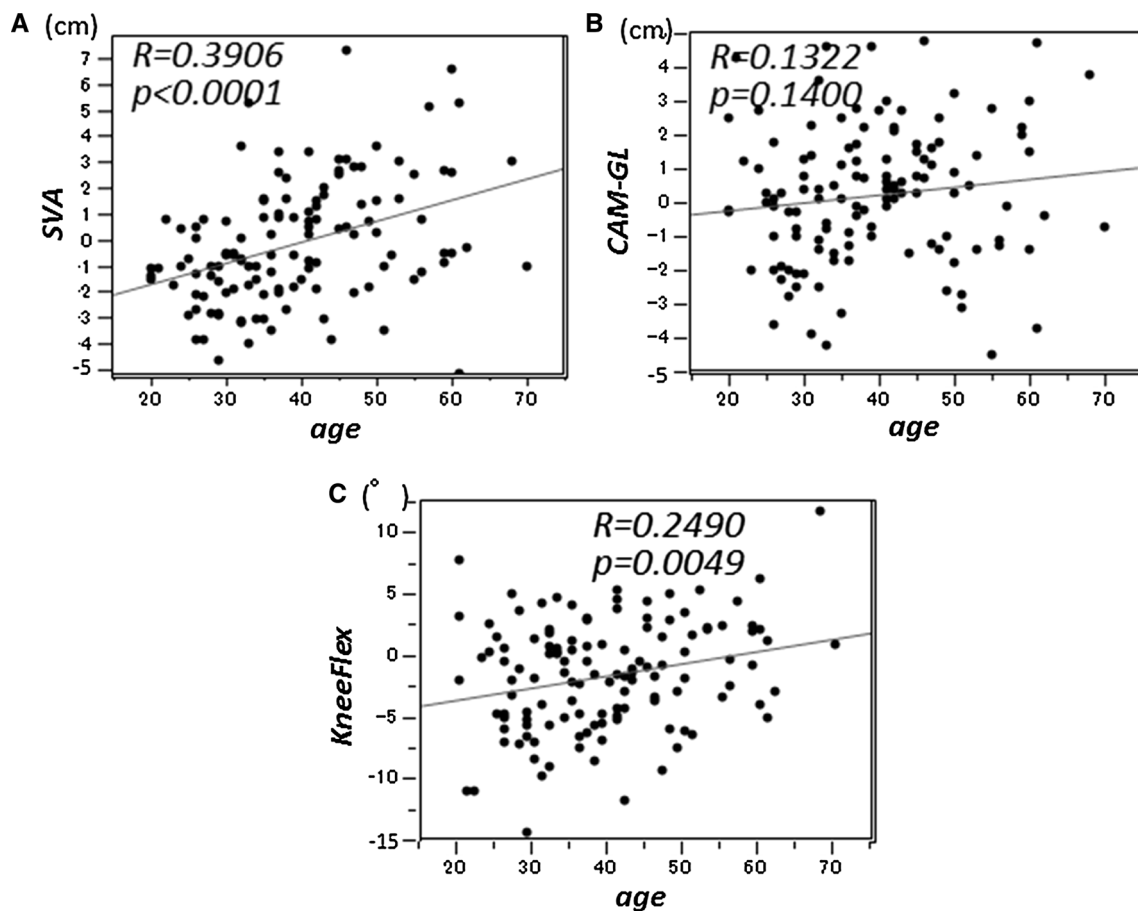 A (cm)
R=0.3906
p<0.0001
7
6
5
4
3
2
1
0
-1
-2
-3
-4
-5
SVA
20 30 40 50 60 70
age
B (cm)
R=0.1322
p=0.1400
5
4
3
2
1
0
-1
-2
-3
-4
-5
CAM-GL
20 30 40 50 60 70
age
C (°)
R=0.2490
p=0.0049
10
5
0
-5
-10
-15
KneeFlex
20 30 40 50 60 70
age